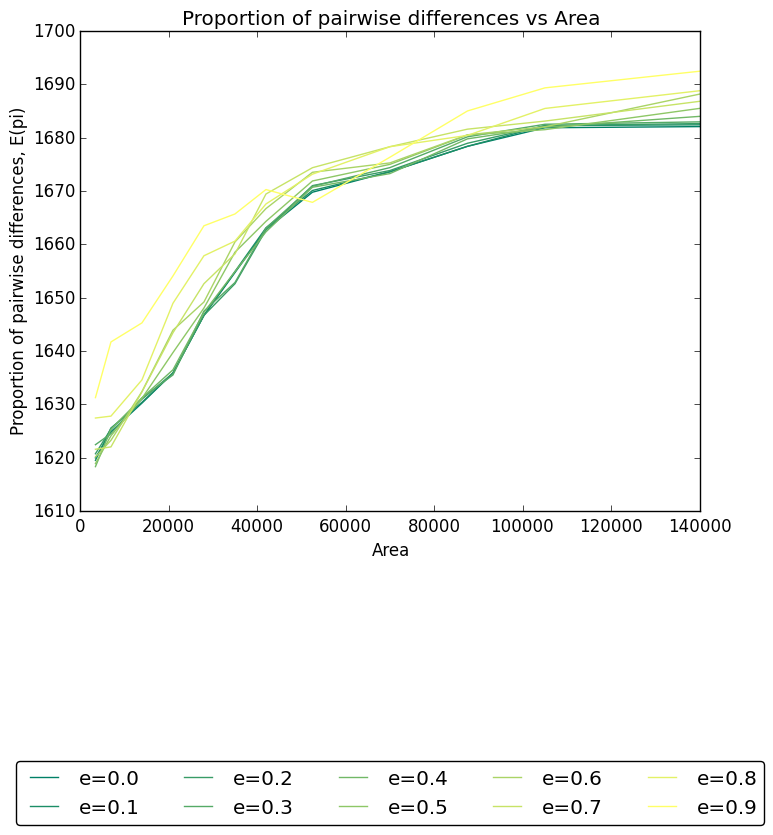 Proportion of pairwise differences vs Area
Proportion of pairwise differences, E(pi)
1700
1690
1680
1670
1660
1650
1640
1630
1620
1610
0 20000 40000 60000 80000 100000 120000 140000
Area
e=0.0 e=0.2 e=0.4 e=0.6 e=0.8
e=0.1 e=0.3 e=0.5 e=0.7 e=0.9